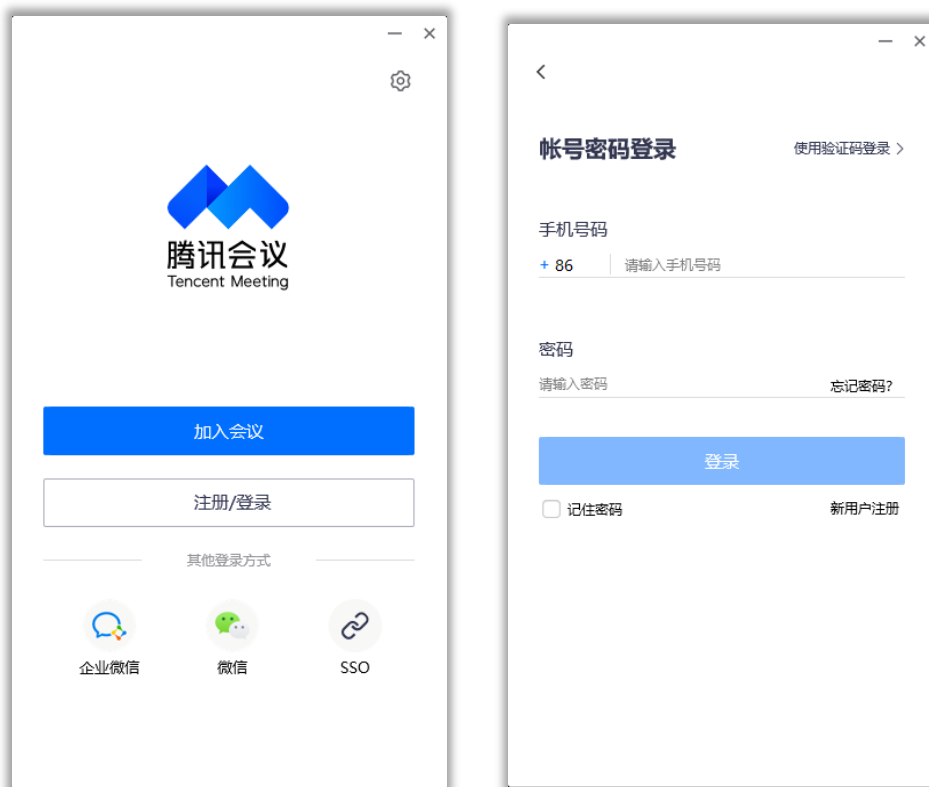 腾讯会议
Tencent Meeting
加入会议
注册/登录
其他登录方式
企业微信
微信
SSO
帐号密码登录
使用验证码登录
手机号码
+ 86
请输入手机号码
密码
请输入密码
忘记密码?
登录
记住密码
新用户注册